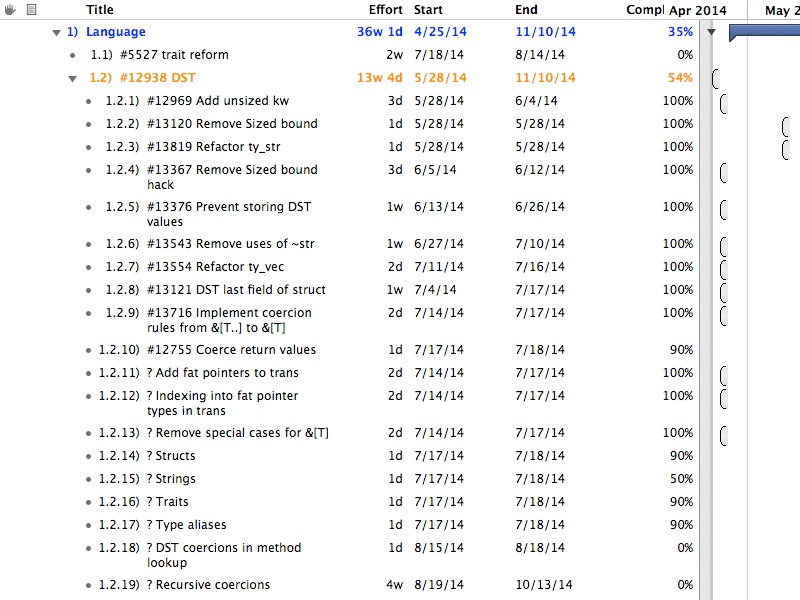 Title Effort Start End Compl Apr 2014 May 2
1) Language 36w 1d 4/25/14 11/10/14 35%
1.1) #5527 trait reform 2w 7/18/14 8/14/14 0%
1.2) #12938 DST 13w 4d 5/28/14 11/10/14 54%
1.2.1) #12969 Add unsized kw 3d 5/28/14 6/4/14 100%
1.2.2) #13120 Remove Sized bound 1d 5/28/14 5/28/14 100%
1.2.3) #13819 Refactor ty_str 1d 5/28/14 5/28/14 100%
1.2.4) #13367 Remove Sized bound 3d 6/5/14 6/12/14 100%
hack
1.2.5) #13376 Prevent storing DST 1w 6/13/14 6/26/14 100%
values
1.2.6) #13543 Remove uses of ~str 1w 6/27/14 7/10/14 100%
1.2.7) #13554 Refactor ty_vec 2d 7/11/14 7/16/14 100%
1.2.8) #13121 DST last field of struct 1w 7/4/14 7/17/14 100%
1.2.9) #13716 Implement coercion 2d 7/14/14 7/17/14 100%
rules from &[T..] to &[T]
1.2.10) #12755 Coerce return values 1d 7/17/14 7/18/14 90%
1.2.11) ? Add fat pointers to trans 2d 7/14/14 7/17/14 100%
1.2.12) ? Indexing into fat pointer 2d 7/14/14 7/17/14 100%
types in trans
1.2.13) ? Remove special cases for &[T] 2d 7/14/14 7/17/14 100%
1.2.14) ? Structs 1d 7/17/14 7/18/14 90%
1.2.15) ? Strings 1d 7/17/14 7/18/14 50%
1.2.16) ? Traits 1d 7/17/14 7/18/14 90%
1.2.17) ? Type aliases 1d 7/17/14 7/18/14 90%
1.2.18) ? DST coercions in method 1d 8/15/14 8/18/14 0%
lookup
1.2.19) ? Recursive coercions 4w 8/19/14 10/13/14 0%